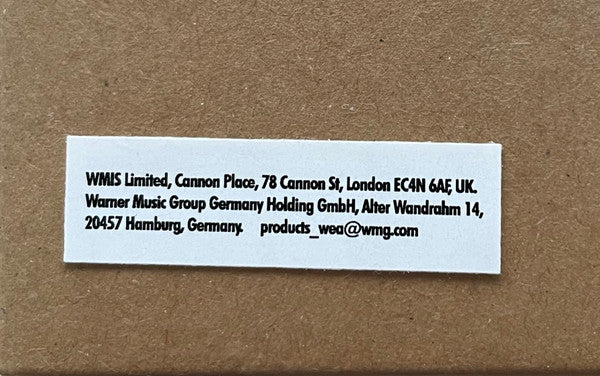 WMIS Limited, Cannon Place, 78 Cannon St, London EC4N 6AF, UK.
Warner Music Group Germany Holding GmbH, Alter Wandrahm 14,
20457 Hamburg, Germany. products_wea@wmg.com